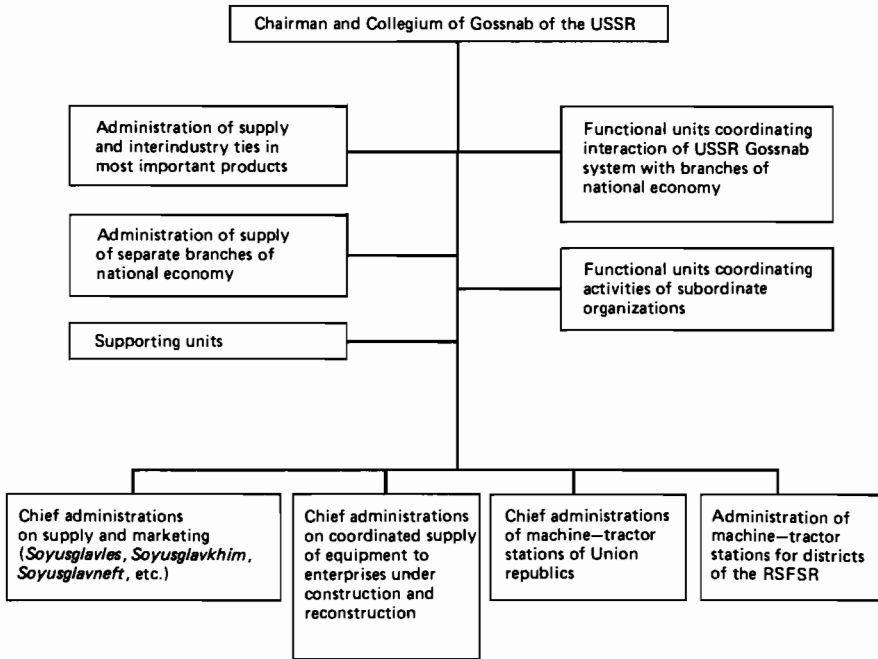 Chairman and Collegium of Gossnab of the USSR
Administration of supply
and interindustry ties in
most important products
Functional units coordinating
interaction of USSR Gossnab
system with branches of
national economy
Administration of supply
of separate branches of
national economy
Functional units coordinating
activities of subordinate
organizations
Supporting units
Chief administrations
on supply and marketing
(Soyusglavles, Soyusglavkhim,
Soyusglavneft, etc.)
Chief administrations
on coordinated supply
of equipment to
enterprises under
construction and
reconstruction
Chief administrations
of machine–tractor
stations of Union
republics
Administration of
machine–tractor
stations for districts
of the RSFSR